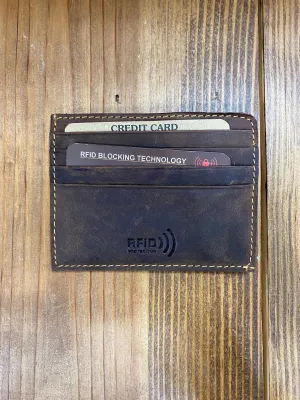 CREDIT CARD
RFID BLOCKING TECHNOLOGY
RFID